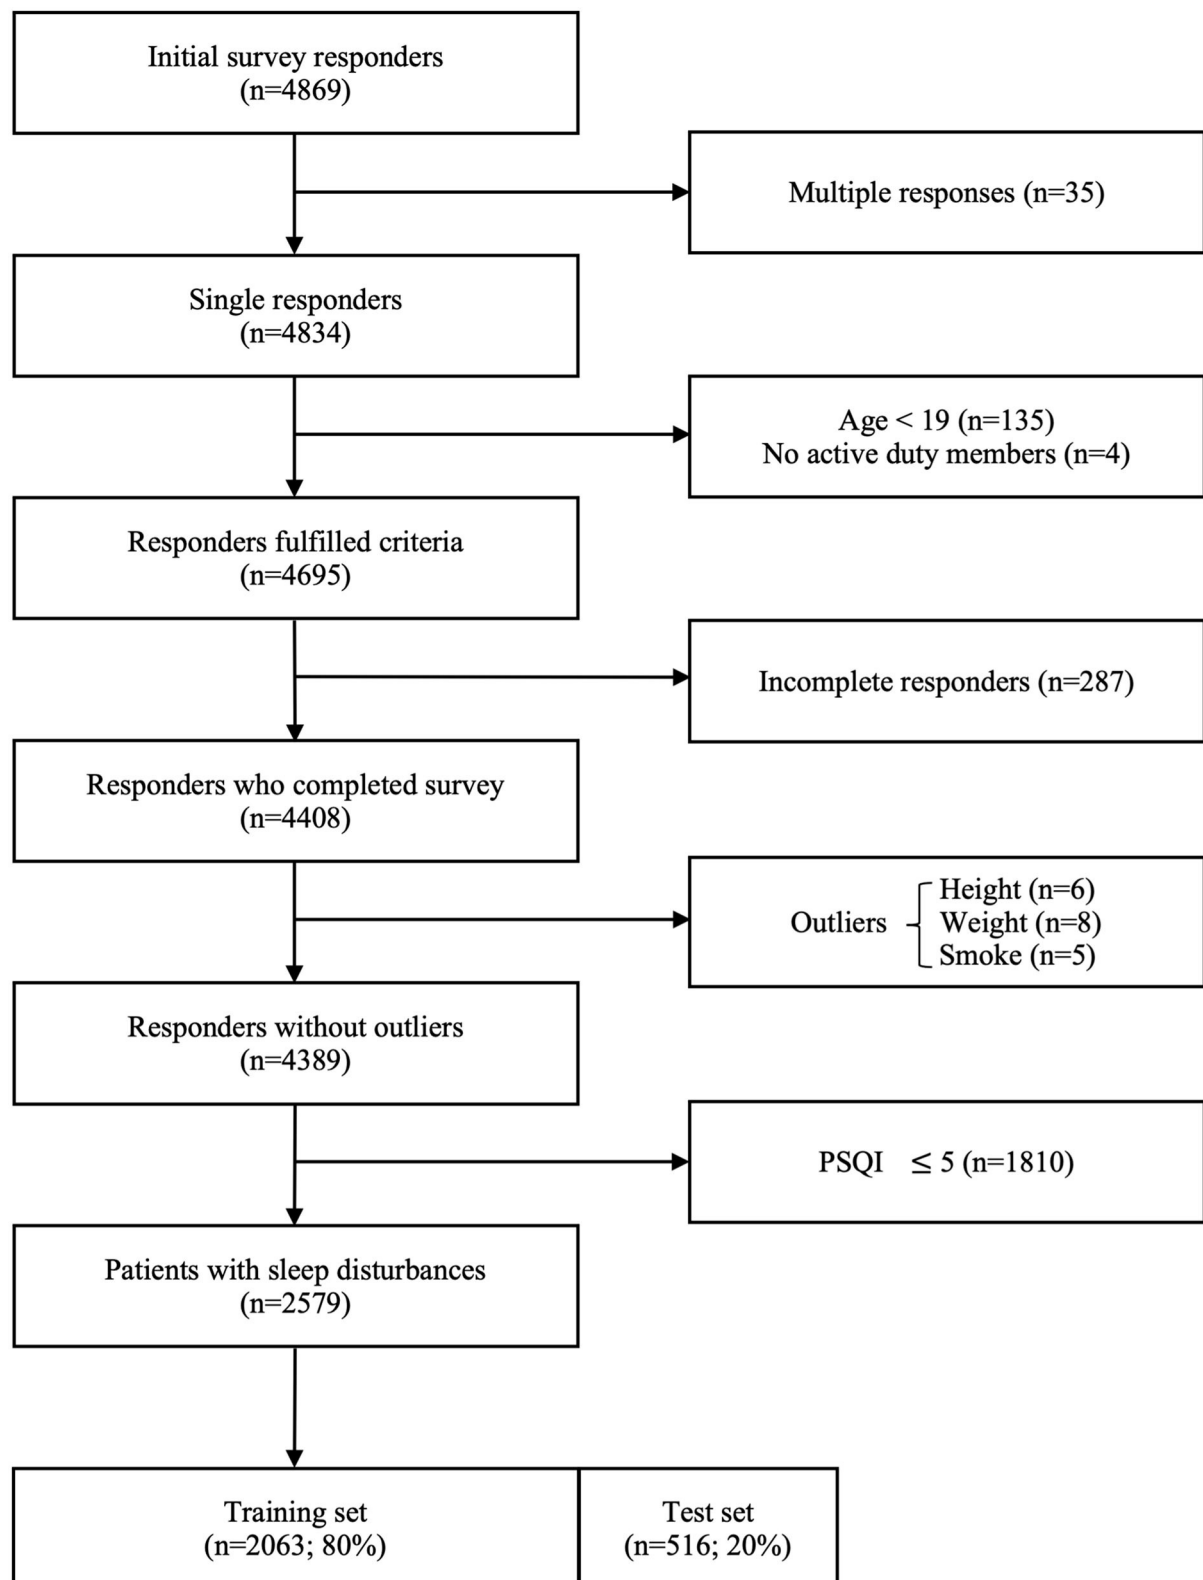 Initial survey responders
(n=4869)
Multiple responses (n=35)
Single responders
(n=4834)
Age < 19 (n=135)
No active duty members (n=4)
Responders fulfilled criteria
(n=4695)
Incomplete responders (n=287)
Responders who completed survey
(n=4408)
Outliers
Height (n=6)
Weight (n=8)
Smoke (n=5)
Responders without outliers
(n=4389)
PSQI ≤ 5 (n=1810)
Patients with sleep disturbances
(n=2579)
Training set
(n=2063; 80%)
Test set
(n=516; 20%)